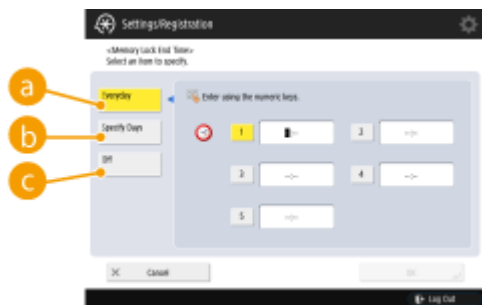 Settings/Registration
<Memory Lock End Time>
Select an item to specify.
a
Everyday
Enter using the numeric keys.
b
Specify Days
1
--:--
2
--:--
c
Off
3
--:--
4
--:--
5
--:--
Cancel
OK
Log Out